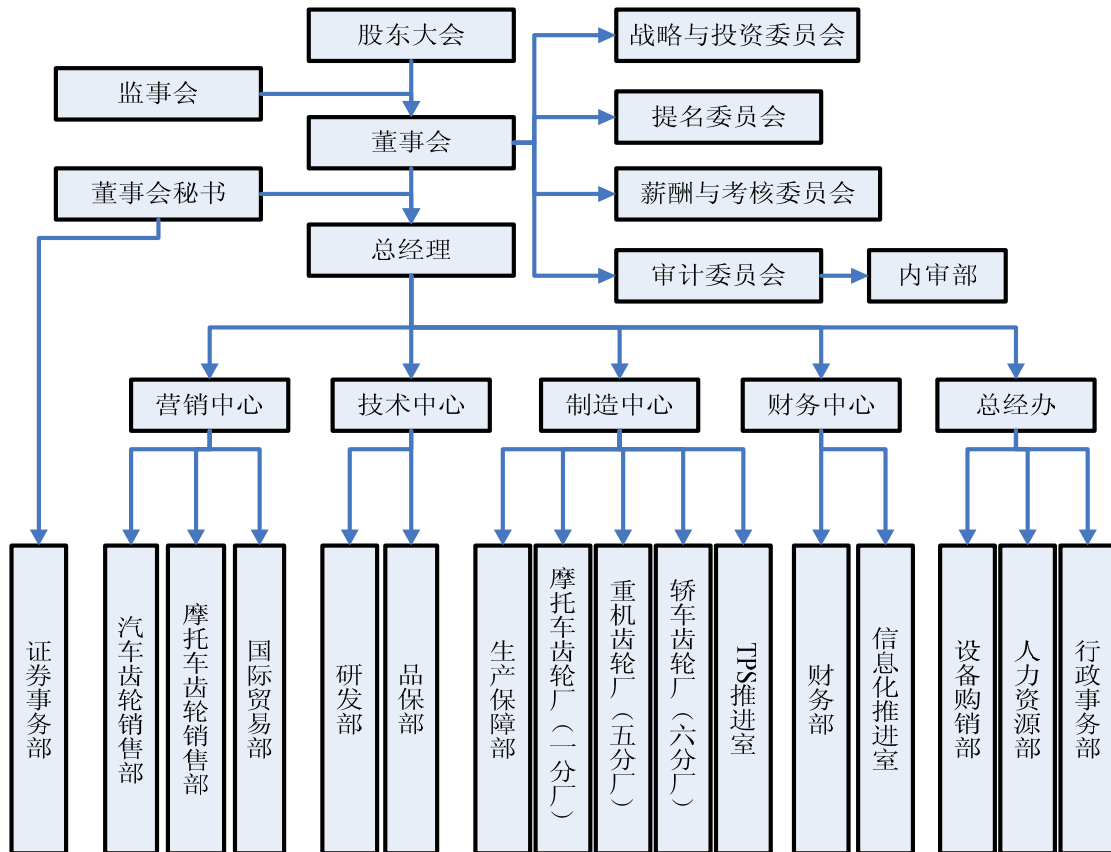 股东大会
战略与投资委员会
监事会
提名委员会
董事会
董事会秘书
薪酬与考核委员会
总经理
审计委员会
内审部
营销中心
技术中心
制造中心
财务中心
总经办
证券事务部
汽车齿轮销售部
摩托车齿轮销售部
国际贸易部
研发部
品保部
生产保障部
摩托车齿轮厂（一分厂）
重机齿轮厂（五分厂）
轿车齿轮厂（六分厂）
TPS推进室
财务部
信息化推进室
设备购销部
人力资源部
行政事务部